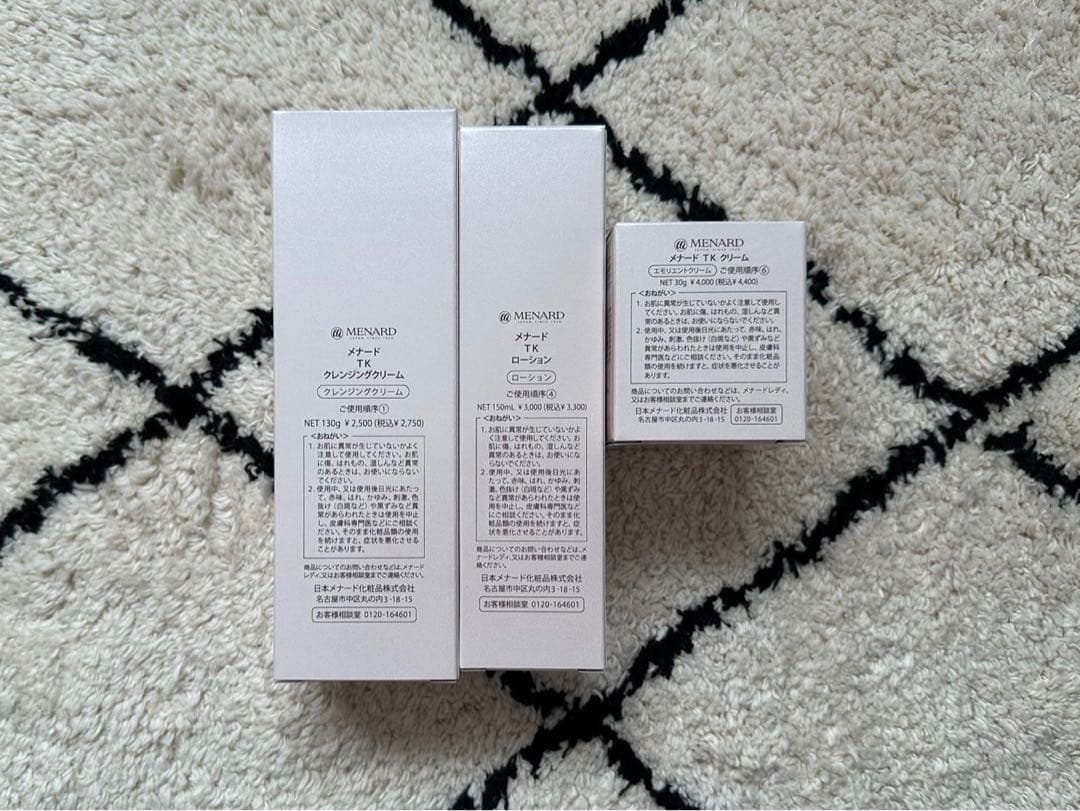 MENARD
JAPAN, SINCE 1959
メナード
TK
クレンジングクリーム
クレンジングクリーム
ご使用順序①
NET 130g ¥2,500 (税込¥2,750)
<おねがい>
1. お肌に異常が生じていないかよく
注意して使用してください。お肌
に傷、はれもの、湿しんなど異常
のあるときは、お使いにならない
でください。
2. 使用中、又は使用後日光にあたっ
て、赤味、はれ、かゆみ、刺激、色
抜け(白斑など)や黒ずみなどの異
常があらわれたときは使用を中止
し、皮膚科専門医などにご相談く
ださい。そのまま化粧品類の使用
を続けますと、症状を悪化させる
ことがあります。
商品についてのお問い合わせなどは、メナード
レディ、又はお客様相談室までご連絡ください。
日本メナード化粧品株式会社
名古屋市中区丸の内3-18-15
お客様相談室 0120-164601
MENARD
JAPAN, SINCE 1959
メナード
TK
ローション
ローション
ご使用順序④
NET 150mL ¥3,000 (税込¥3,300)
<おねがい>
1. お肌に異常が生じていないかよ
く注意して使用してください。お
肌に傷、はれもの、湿しんなど
異常のあるときは、お使いにな
らないでください。
2. 使用中、又は使用後日光にあ
たって、赤味、はれ、かゆみ、刺
激、色抜け(白斑など)や黒ずみ
など異常があらわれたときは使用
を中止し、皮膚科専門医など
にご相談ください。そのまま化
粧品類の使用を続けますと、症
状を悪化させることがあります。
商品についてのお問い合わせなどは、メ
ナードレディ、又はお客様相談室までご連
絡ください。
日本メナード化粧品株式会社
名古屋市中区丸の内3-18-15
お客様相談室 0120-164601
MENARD
JAPAN, SINCE 1959
メナード TK クリーム
エモリエントクリーム ご使用順序⑥
NET 30g ¥4,000 (税込¥4,400)
<おねがい>
1. お肌に異常が生じていないかよく注意して使用し
てください。お肌に傷、はれもの、湿しんなど異
常のあるときは、お使いにならないでください。
2. 使用中、又は使用後日光にあたって、赤味、はれ、
かゆみ、刺激、色抜け(白斑など)や黒ずみなど
異常があらわれたときは使用を中止し、皮膚科
専門医などにご相談ください。そのまま化粧品
類の使用を続けますと、症状を悪化させることが
あります。
商品についてのお問い合わせなどは、メナードレディ、
又はお客様相談室までご連絡ください。
日本メナード化粧品株式会社
名古屋市中区丸の内3-18-15
お客様相談室
0120-164601